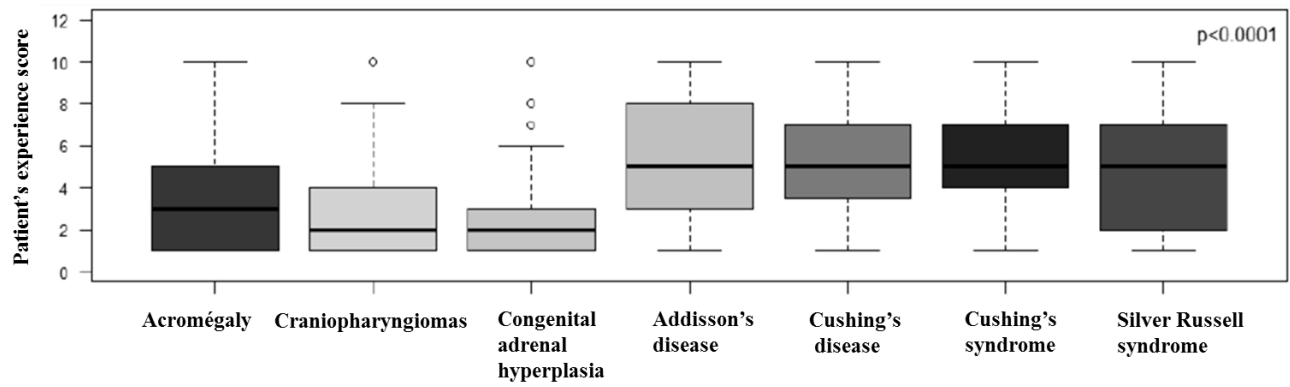 12
10
8
6
4
2
0
Patient's experience score
p<0.0001
Acromégaly
Craniopharyngiomas
Congenital
adrenal
hyperplasia
Addisson's
disease
Cushing's
disease
Cushing's
syndrome
Silver Russell
syndrome